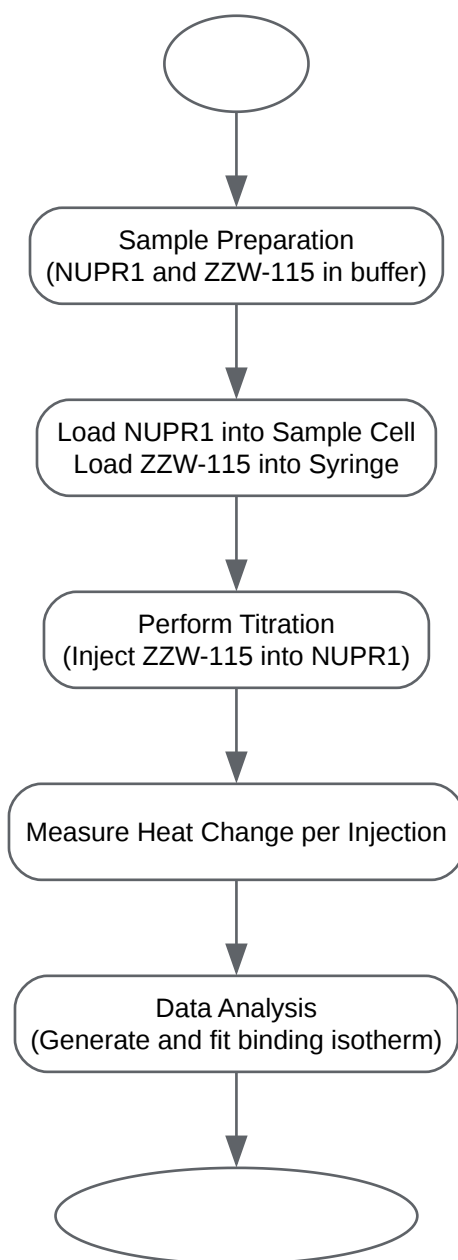 Sample Preparation
(NUPR1 and ZZW-115 in buffer)
Load NUPR1 into Sample Cell
Load ZZW-115 into Syringe
Perform Titration
(Inject ZZW-115 into NUPR1)
Measure Heat Change per Injection
Data Analysis
(Generate and fit binding isotherm)